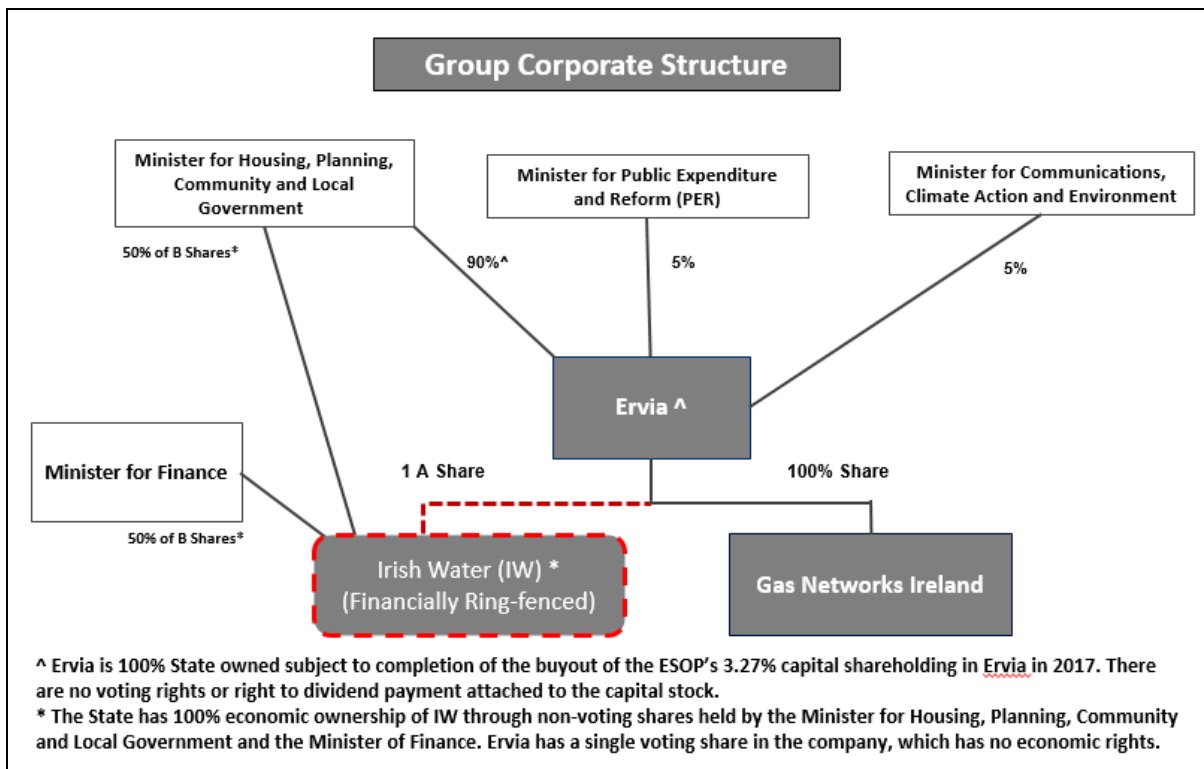 Group Corporate Structure
Minister for Housing, Planning,
Community and Local
Government
Minister for Public Expenditure
and Reform (PER)
Minister for Communications,
Climate Action and Environment
50% of B Shares*
90%^
5%
5%
Ervia ^
Minister for Finance
1 A Share
100% Share
50% of B Shares*
Irish Water (IW) *
(Financially Ring-fenced)
Gas Networks Ireland
^ Ervia is 100% State owned subject to completion of the buyout of the ESOP's 3.27% capital shareholding in Ervia in 2017. There
are no voting rights or right to dividend payment attached to the capital stock.
* The State has 100% economic ownership of IW through non-voting shares held by the Minister for Housing, Planning, Community
and Local Government and the Minister of Finance. Ervia has a single voting share in the company, which has no economic rights.